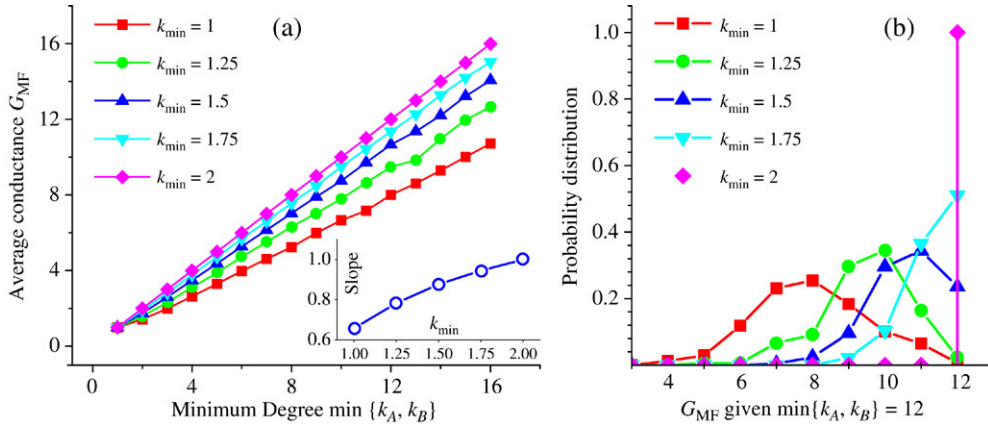 (a)
k_min = 1
k_min = 1.25
k_min = 1.5
k_min = 1.75
k_min = 2
Average conductance G_MF
16
12
8
4
0
0 4 8 12 16
Minimum Degree min {k_A, k_B}
Slope
1.0
0.8
0.6
k_min
1.00 1.25 1.50 1.75 2.00
(b)
k_min = 1
k_min = 1.25
k_min = 1.5
k_min = 1.75
k_min = 2
Probability distribution
1.0
0.8
0.6
0.4
0.2
4 6 8 10 12
G_MF given min{k_A, k_B} = 12